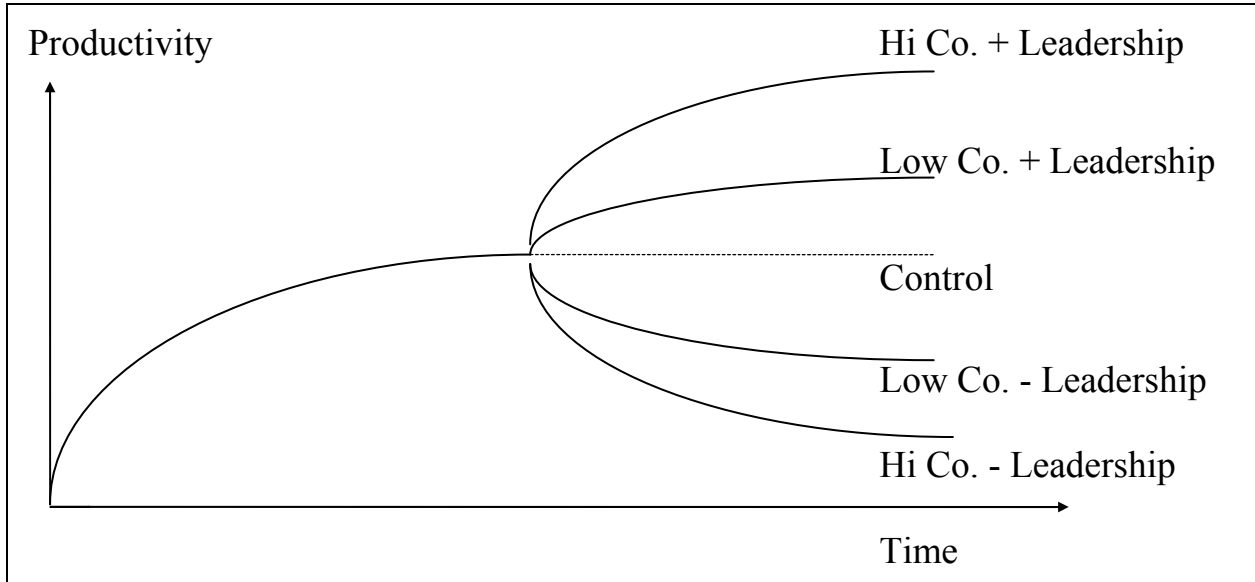 Productivity
Hi Co. + Leadership
Low Co. + Leadership
Control
Low Co. - Leadership
Hi Co. - Leadership
Time